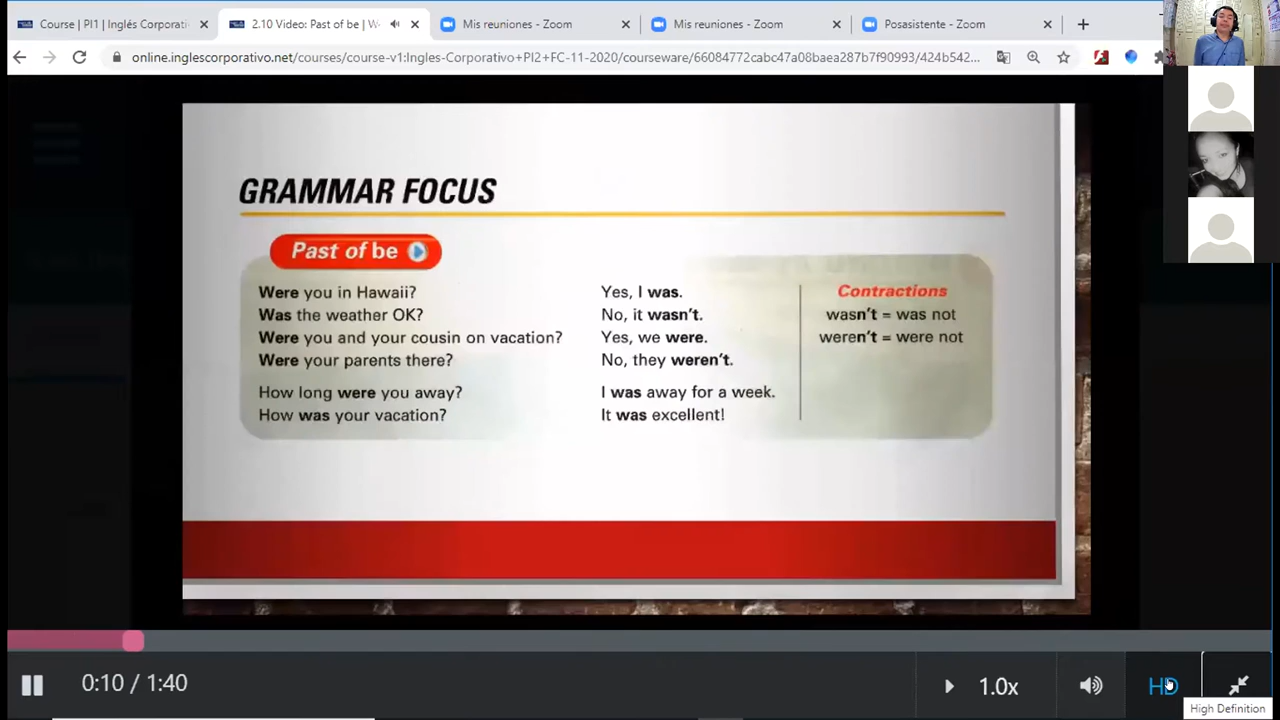 Course | PI1 | Inglés Corporati
2.10 Video: Past of be | W
Mis reuniones - Zoom
Mis reuniones - Zoom
Posasistente - Zoom
online.inglescorporativo.net/courses/course-v1:Ingles-Corporativo+PI2+FC-11-2020/courseware/66084772cabc47a08baea287b7f90993/424b542...
GRAMMAR FOCUS
Past of be
Were you in Hawaii? Yes, I was.
Was the weather OK? No, it wasn't.
Were you and your cousin on vacation? Yes, we were.
Were your parents there? No, they weren't.
How long were you away? I was away for a week.
How was your vacation? It was excellent!
Contractions
wasn't = was not
weren't = were not
0:10 / 1:40
1.0x
HD
High Definition